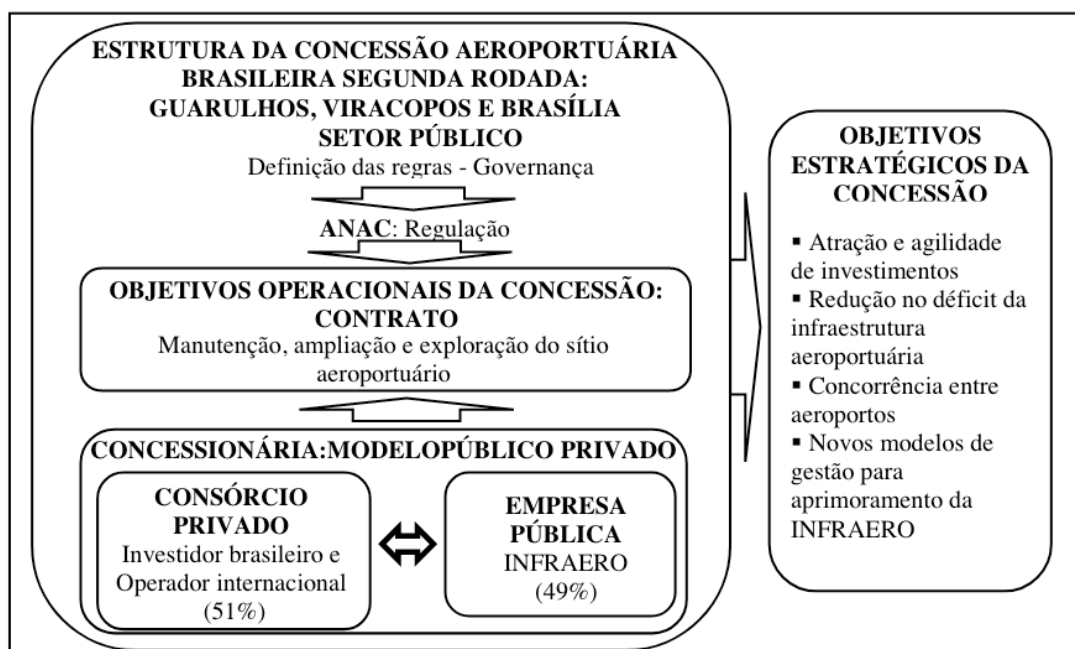 ESTRUTURA DA CONCESSÃO AEROPORTUÁRIA
BRASILEIRA SEGUNDA RODADA:
GUARULHOS, VIRACOPOS E BRASÍLIA
SETOR PÚBLICO
Definição das regras - Governança
ANAC: Regulação
OBJETIVOS OPERACIONAIS DA CONCESSÃO:
CONTRATO
Manutenção, ampliação e exploração do sítio
aeroportuário
CONCESSIONÁRIA:MODELOPÚBLICO PRIVADO
CONSÓRCIO
PRIVADO
Investidor brasileiro e
Operador internacional
(51%)
EMPRESA
PÚBLICA
INFRAERO
(49%)
OBJETIVOS
ESTRATÉGICOS DA
CONCESSÃO
▪ Atração e agilidade
de investimentos
▪ Redução no déficit da
infraestrutura
aeroportuária
▪ Concorrência entre
aeroportos
▪ Novos modelos de
gestão para
aprimoramento da
INFRAERO